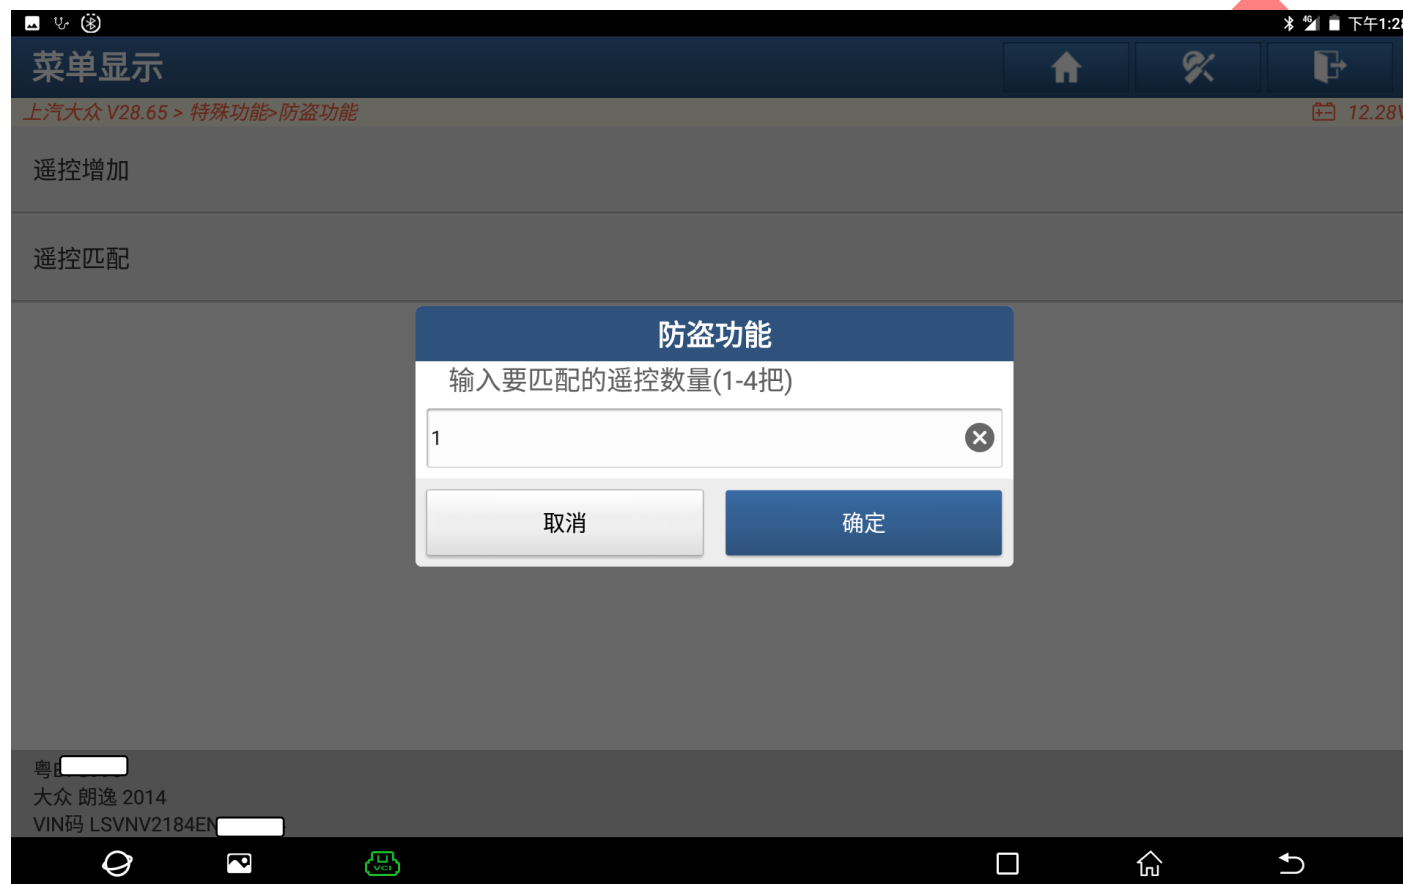 下午1:28
菜单显示
上汽大众 V28.65 > 特殊功能>防盗功能
12.28V
遥控增加
遥控匹配
防盗功能
输入要匹配的遥控数量(1-4把)
1
取消
确定
粤
大众 朗逸 2014
VIN码 LSVNV2184EN
VCI